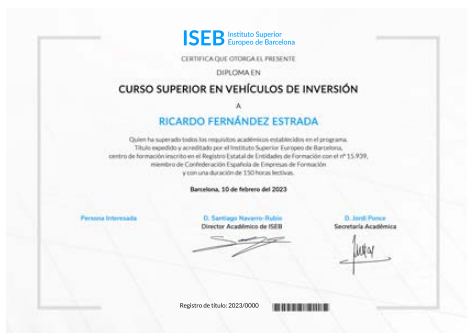 ISEB Instituto Superior
Europeo de Barcelona
CERTIFICA QUE OTORGA EL PRESENTE
DIPLOMA EN
CURSO SUPERIOR EN VEHÍCULOS DE INVERSIÓN
A
RICARDO FERNÁNDEZ ESTRADA
Quien ha superado todos los requisitos académicos establecidos en el programa.
Título expedido y acreditado por el Instituto Superior Europeo de Barcelona,
centro de formación inscrito en el Registro Estatal de Entidades de Formación con el nº 15.939,
miembro de Confederación Española de Empresas de Formación
y con una duración de 150 horas lectivas.
Barcelona, 10 de febrero del 2023
Persona Interesada
D. Santiago Navarro-Rubio
Director Académico de ISEB
D. Jordi Ponce
Secretaría Académica
Registro de título: 2023/0000